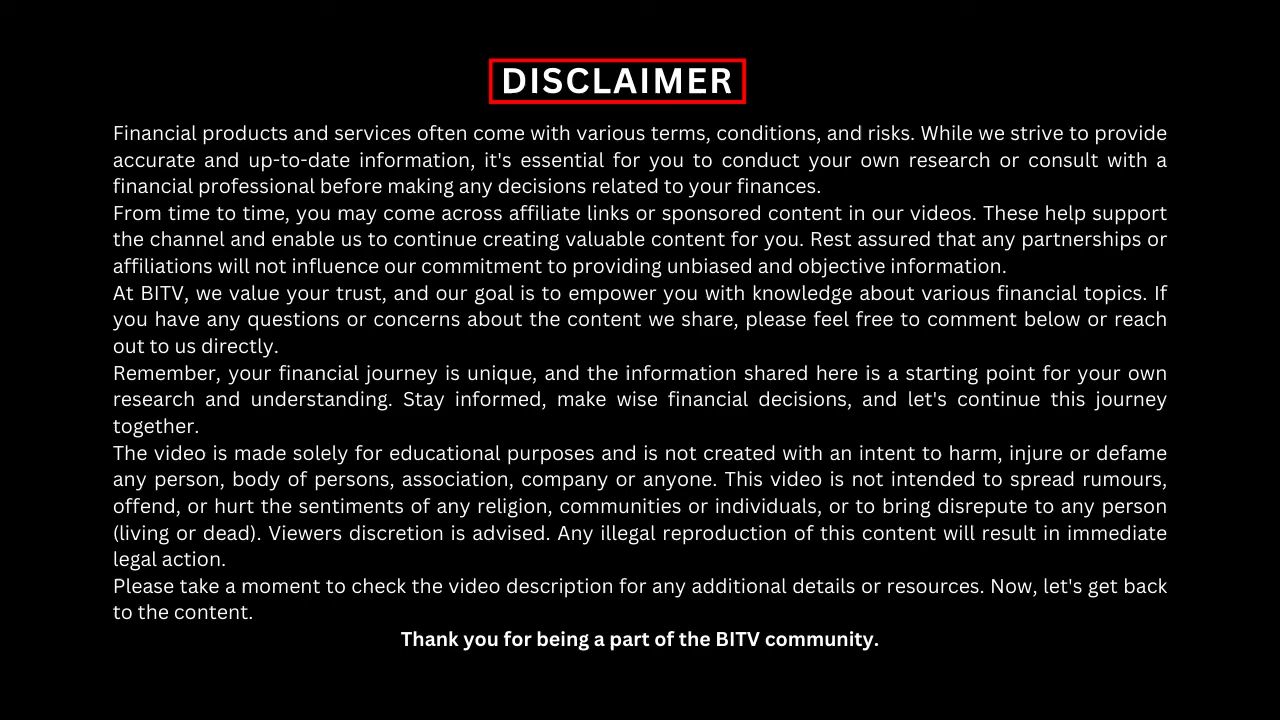 DISCLAIMER
Financial products and services often come with various terms, conditions, and risks. While we strive to provide
accurate and up-to-date information, it's essential for you to conduct your own research or consult with a
financial professional before making any decisions related to your finances.
From time to time, you may come across affiliate links or sponsored content in our videos. These help support
the channel and enable us to continue creating valuable content for you. Rest assured that any partnerships or
affiliations will not influence our commitment to providing unbiased and objective information.
At BITV, we value your trust, and our goal is to empower you with knowledge about various financial topics. If
you have any questions or concerns about the content we share, please feel free to comment below or reach
out to us directly.
Remember, your financial journey is unique, and the information shared here is a starting point for your own
research and understanding. Stay informed, make wise financial decisions, and let's continue this journey
together.
The video is made solely for educational purposes and is not created with an intent to harm, injure or defame
any person, body of persons, association, company or anyone. This video is not intended to spread rumours,
offend, or hurt the sentiments of any religion, communities or individuals, or to bring disrepute to any person
(living or dead). Viewers discretion is advised. Any illegal reproduction of this content will result in immediate
legal action.
Please take a moment to check the video description for any additional details or resources. Now, let's get back
to the content.
Thank you for being a part of the BITV community.